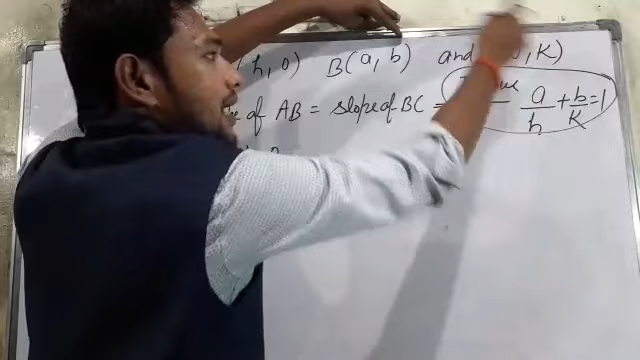 h, 0) B(a, b) and 0, K)
of AB = slope of BC = a/h + b/K = 1